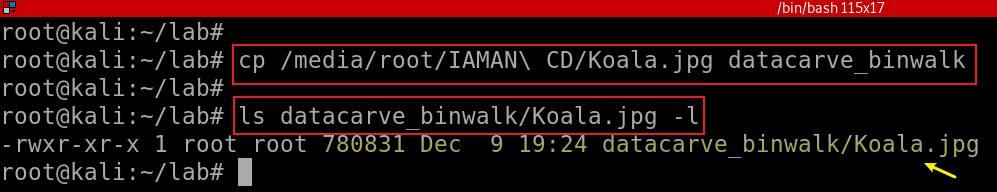 /bin/bash 115x17
root@kali:~/lab#
root@kali:~/lab# cp /media/root/IAMAN\ CD/Koala.jpg datacarve_binwalk
root@kali:~/lab#
root@kali:~/lab# ls datacarve_binwalk/Koala.jpg -l
-rwxr-xr-x 1 root root 780831 Dec  9 19:24 datacarve_binwalk/Koala.jpg
root@kali:~/lab#